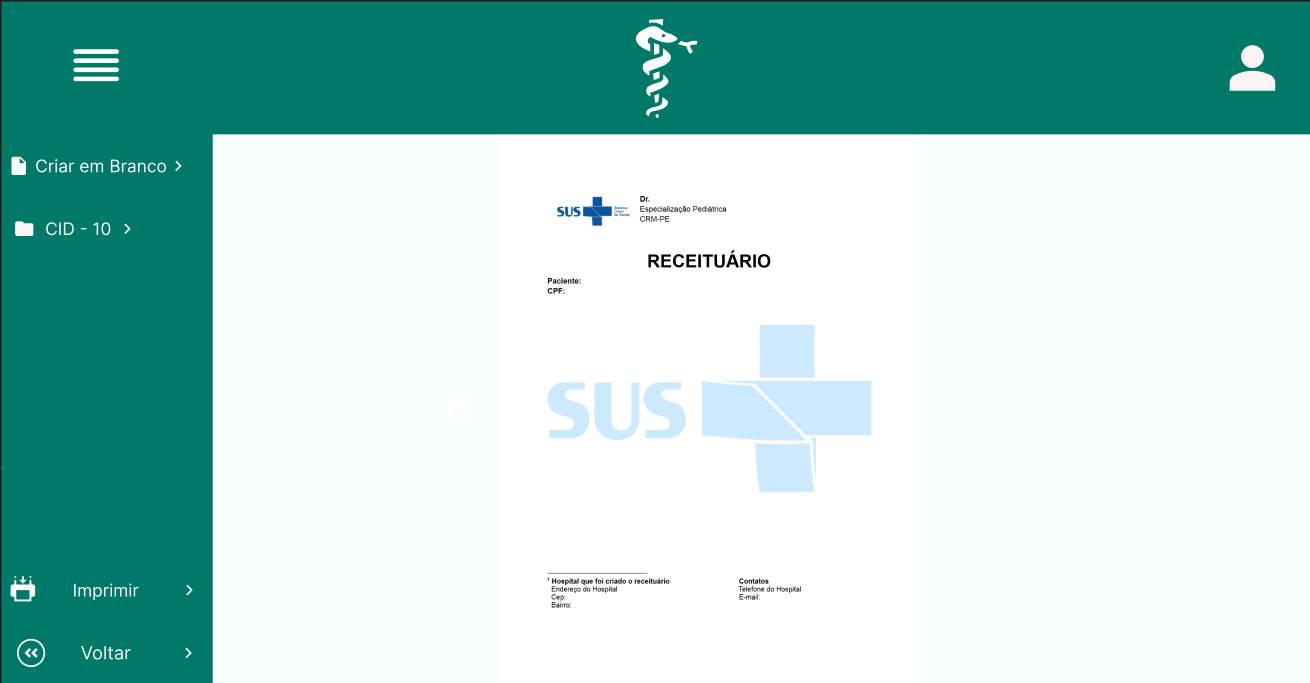 Criar em Branco
CID - 10
Imprimir
Voltar
SUS
Sistema
Único
de Saúde
Dr.
Especialização Pediátrica
CRM-PE
RECEITUÁRIO
Paciente:
CPF:
SUS
¹ Hospital que foi criado o receituário
Endereço do Hospital
Cep:
Bairro:
Contatos
Telefone do Hospital
E-mail: